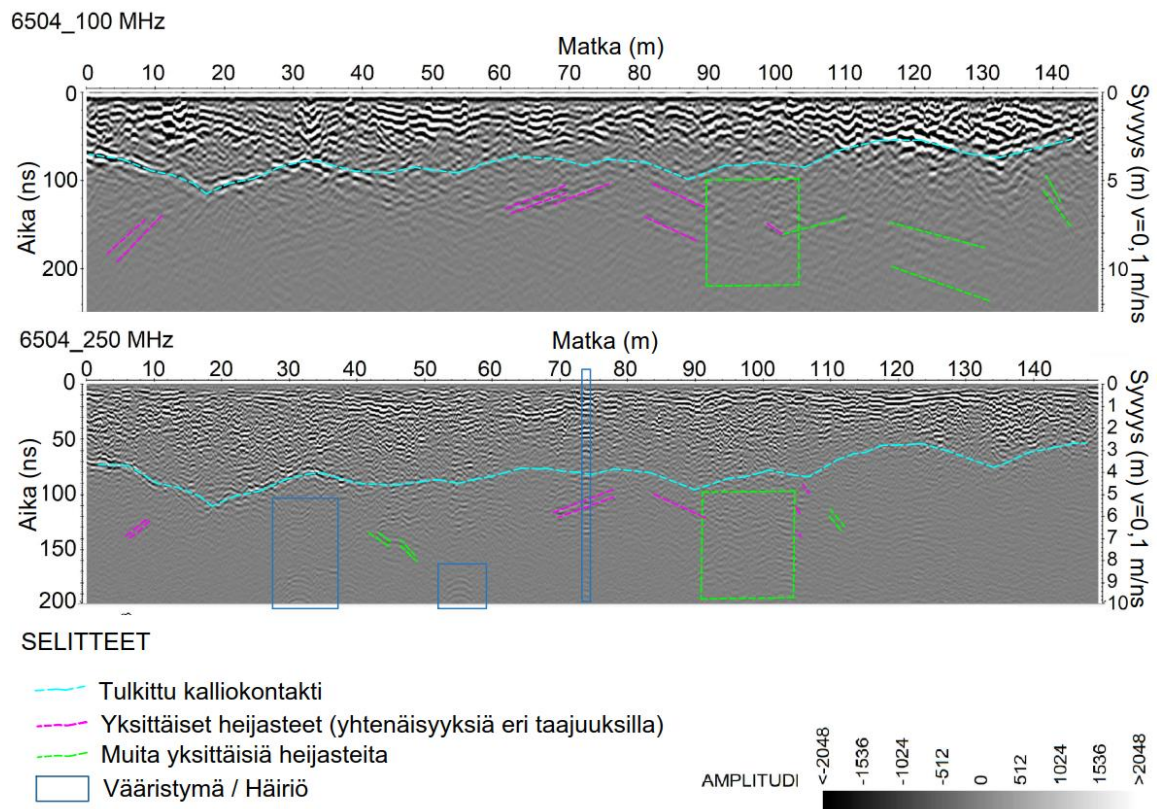 6504_100 MHz
Matka (m)
0 10 20 30 40 50 60 70 80 90 100 110 120 130 140
Aika (ns)
0
100
200
Syvyys (m) v=0,1 m/ns
0
5
10
6504_250 MHz
Matka (m)
0 10 20 30 40 50 60 70 80 90 100 110 120 130 140
Aika (ns)
0
50
100
150
200
Syvyys (m) v=0,1 m/ns
0
1
2
3
4
5
6
7
8
9
10
SELITTEET
Tulkittu kalliokontakti
Yksittäiset heijasteet (yhtenäisyyksiä eri taajuuksilla)
Muita yksittäisiä heijasteita
Vääristymä / Häiriö
AMPLITUDI
<-2048 -1536 -1024 -512 0 512 1024 1536 >2048